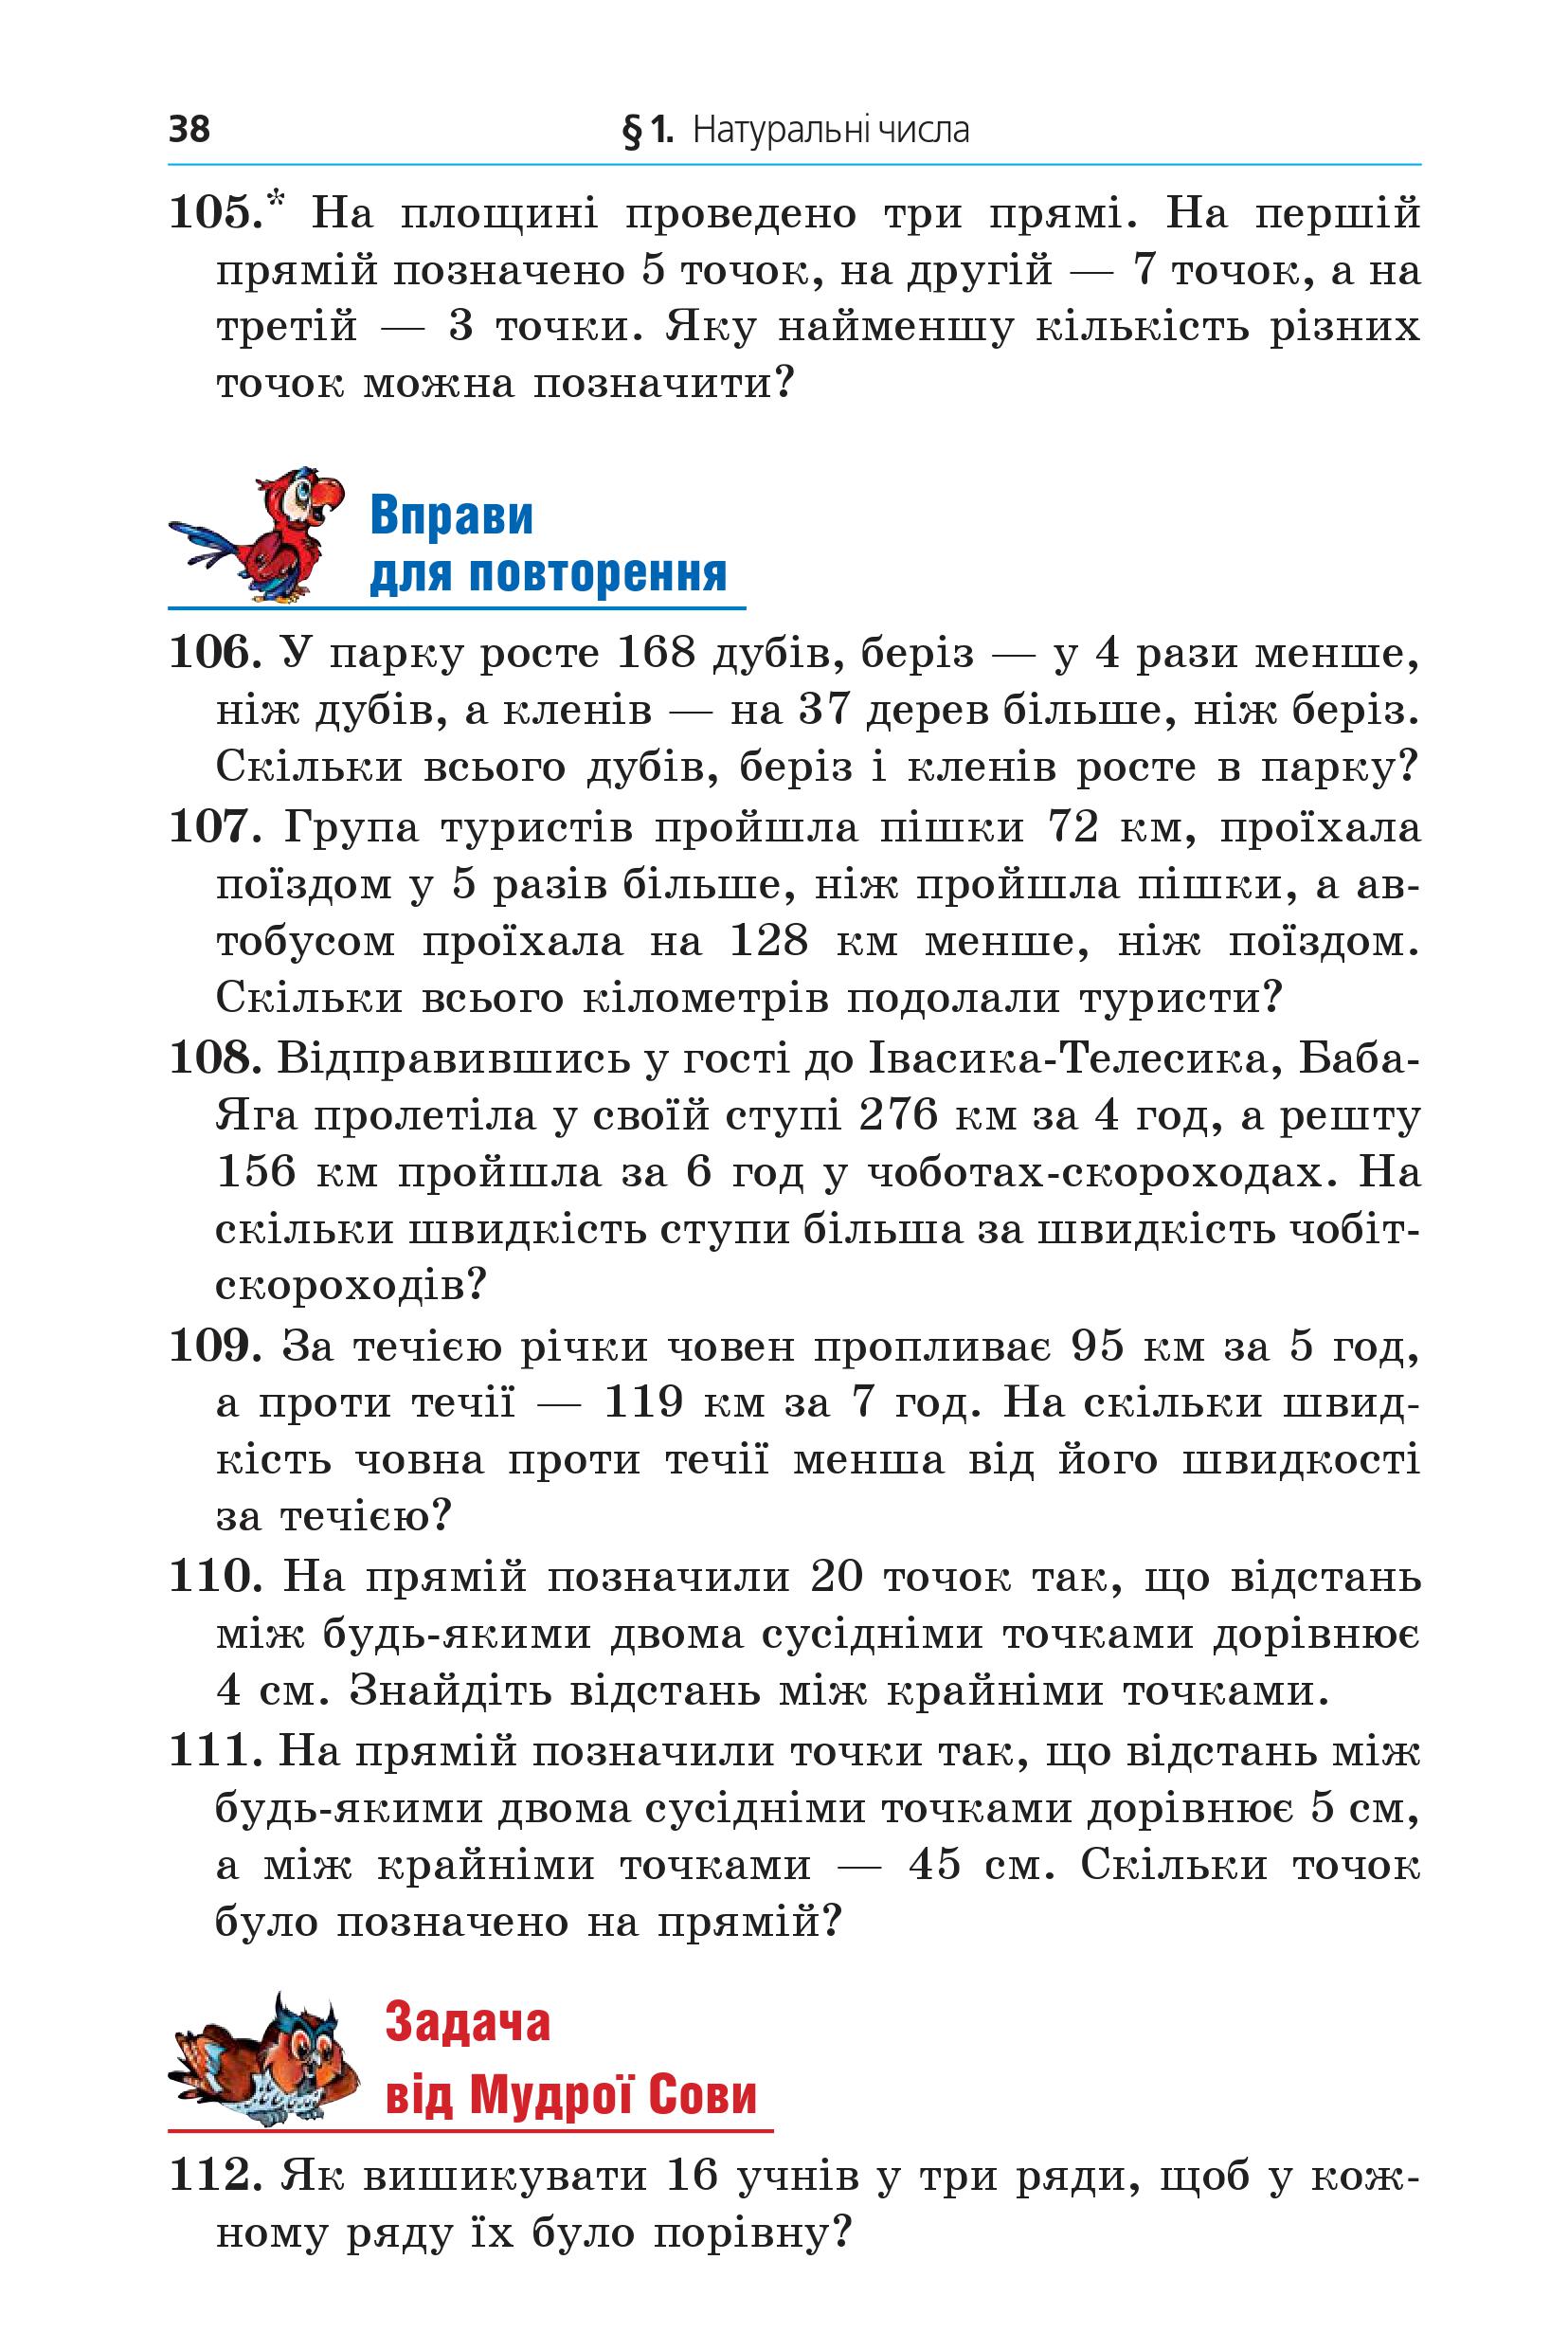 38
§ 1. Натуральні числа
105.* На площині проведено три прямі. На першій
прямій позначено 5 точок, на другій — 7 точок, а на
третій — 3 точки. Яку найменшу кількість різних
точок можна позначити?
Вправи
для повторення
106. У парку росте 168 дубів, беріз — у 4 рази менше,
ніж дубів, а кленів — на 37 дерев більше, ніж беріз.
Скільки всього дубів, беріз і кленів росте в парку?
107. Група туристів пройшла пішки 72 км, проїхала
поїздом у 5 разів більше, ніж пройшла пішки, а ав-
тобусом проїхала на 128 км менше, ніж поїздом.
Скільки всього кілометрів подолали туристи?
108. Відправившись у гості до Івасика-Телесика, Баба-
Яга пролетіла у своїй ступі 276 км за 4 год, а решту
156 км пройшла за 6 год у чоботах-скороходах. На
скільки швидкість ступи більша за швидкість чобіт-
скороходів?
109. За течією річки човен пропливає 95 км за 5 год,
а проти течії — 119 км за 7 год. На скільки швид-
кість човна проти течії менша від його швидкості
за течією?
110. На прямій позначили 20 точок так, що відстань
між будь-якими двома сусідніми точками дорівнює
4 см. Знайдіть відстань між крайніми точками.
111. На прямій позначили точки так, що відстань між
будь-якими двома сусідніми точками дорівнює 5 см,
а між крайніми точками — 45 см. Скільки точок
було позначено на прямій?
Задача
від Мудрої Сови
112. Як вишикувати 16 учнів у три ряди, щоб у кож-
ному ряду їх було порівну?